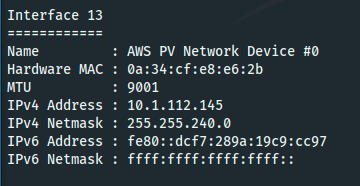 Interface 13
============
Name         : AWS PV Network Device #0
Hardware MAC : 0a:34:cf:e8:e6:2b
MTU          : 9001
IPv4 Address : 10.1.112.145
IPv4 Netmask : 255.255.240.0
IPv6 Address : fe80::dcf7:289a:19c9:cc97
IPv6 Netmask : ffff:ffff:ffff:ffff::